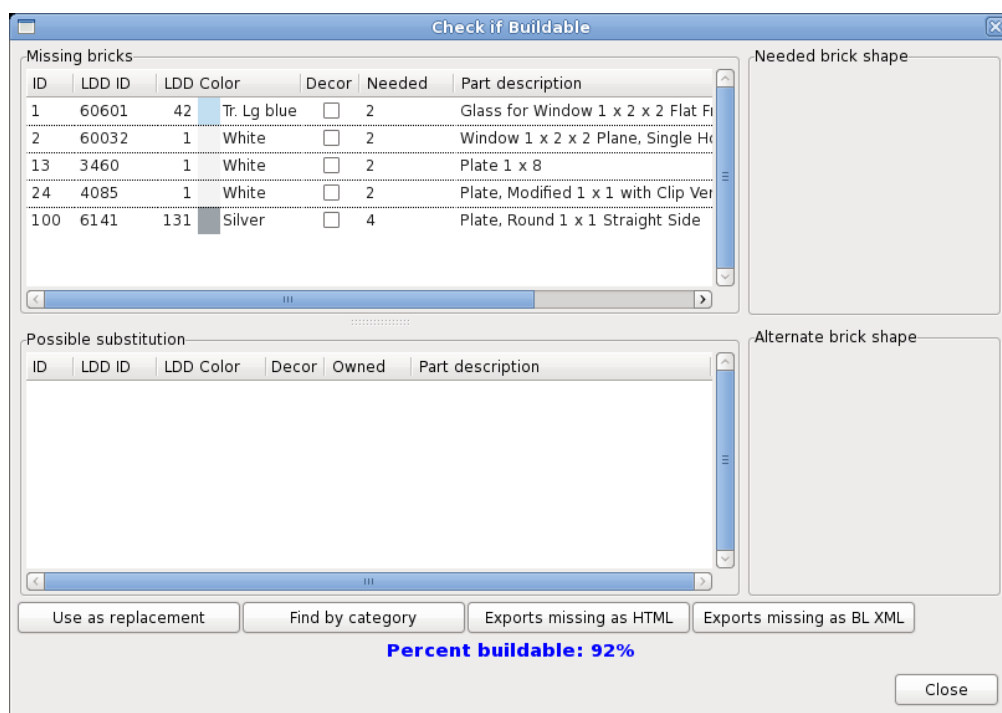 Check if Buildable
Missing bricks
Needed brick shape
ID LDD ID LDD Color Decor Needed Part description
1 60601 42 Tr. Lg blue 2 Glass for Window 1 x 2 x 2 Flat
2 60032 1 White 2 Window 1 x 2 x 2 Plane, Single
13 3460 1 White 2 Plate 1 x 8
24 4085 1 White 2 Plate, Modified 1 x 1 with Clip
100 6141 131 Silver 4 Plate, Round 1 x 1 Straight Side
Possible substitution
Alternate brick shape
ID LDD ID LDD Color Decor Owned Part description
Use as replacement Find by category Exports missing as HTML Exports missing as BL XML
Percent buildable: 92%
Close